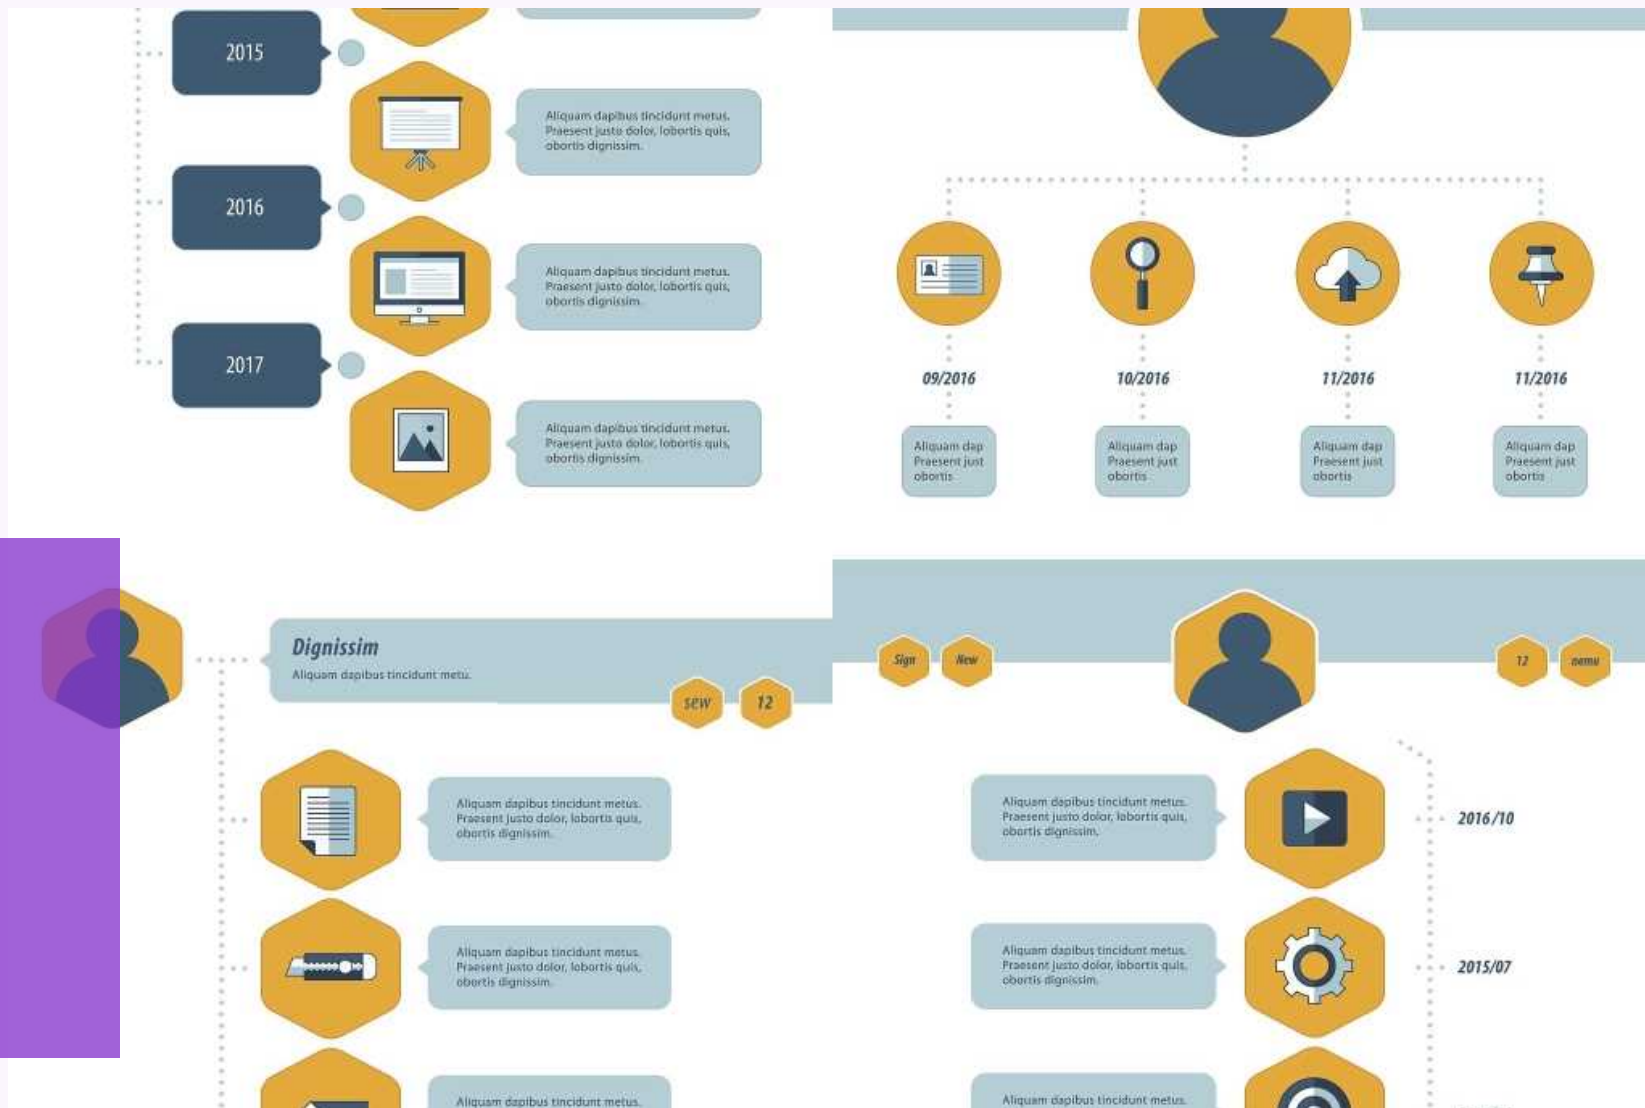 2015
Aliquam dapibus tincidunt metus.
Praesent justo dolor, lobortis quis,
obortis dignissim.
2016
Aliquam dapibus tincidunt metus.
Praesent justo dolor, lobortis quis,
obortis dignissim.
2017
Aliquam dapibus tincidunt metus.
Praesent justo dolor, lobortis quis,
obortis dignissim.
09/2016
10/2016
11/2016
11/2016
Aliquam dap
Praesent just
obortis
Aliquam dap
Praesent just
obortis
Aliquam dap
Praesent just
obortis
Aliquam dap
Praesent just
obortis
Dignissim
Aliquam dapibus tincidunt metu.
sew
12
Aliquam dapibus tincidunt metus.
Praesent justo dolor, lobortis quis,
obortis dignissim.
Aliquam dapibus tincidunt metus.
Praesent justo dolor, lobortis quis,
obortis dignissim.
Aliquam dapibus tincidunt metus.
Sign
New
12
nemu
Aliquam dapibus tincidunt metus.
Praesent justo dolor, lobortis quis,
obortis dignissim.
2016/10
Aliquam dapibus tincidunt metus.
Praesent justo dolor, lobortis quis,
obortis dignissim.
2015/07
Aliquam dapibus tincidunt metus.